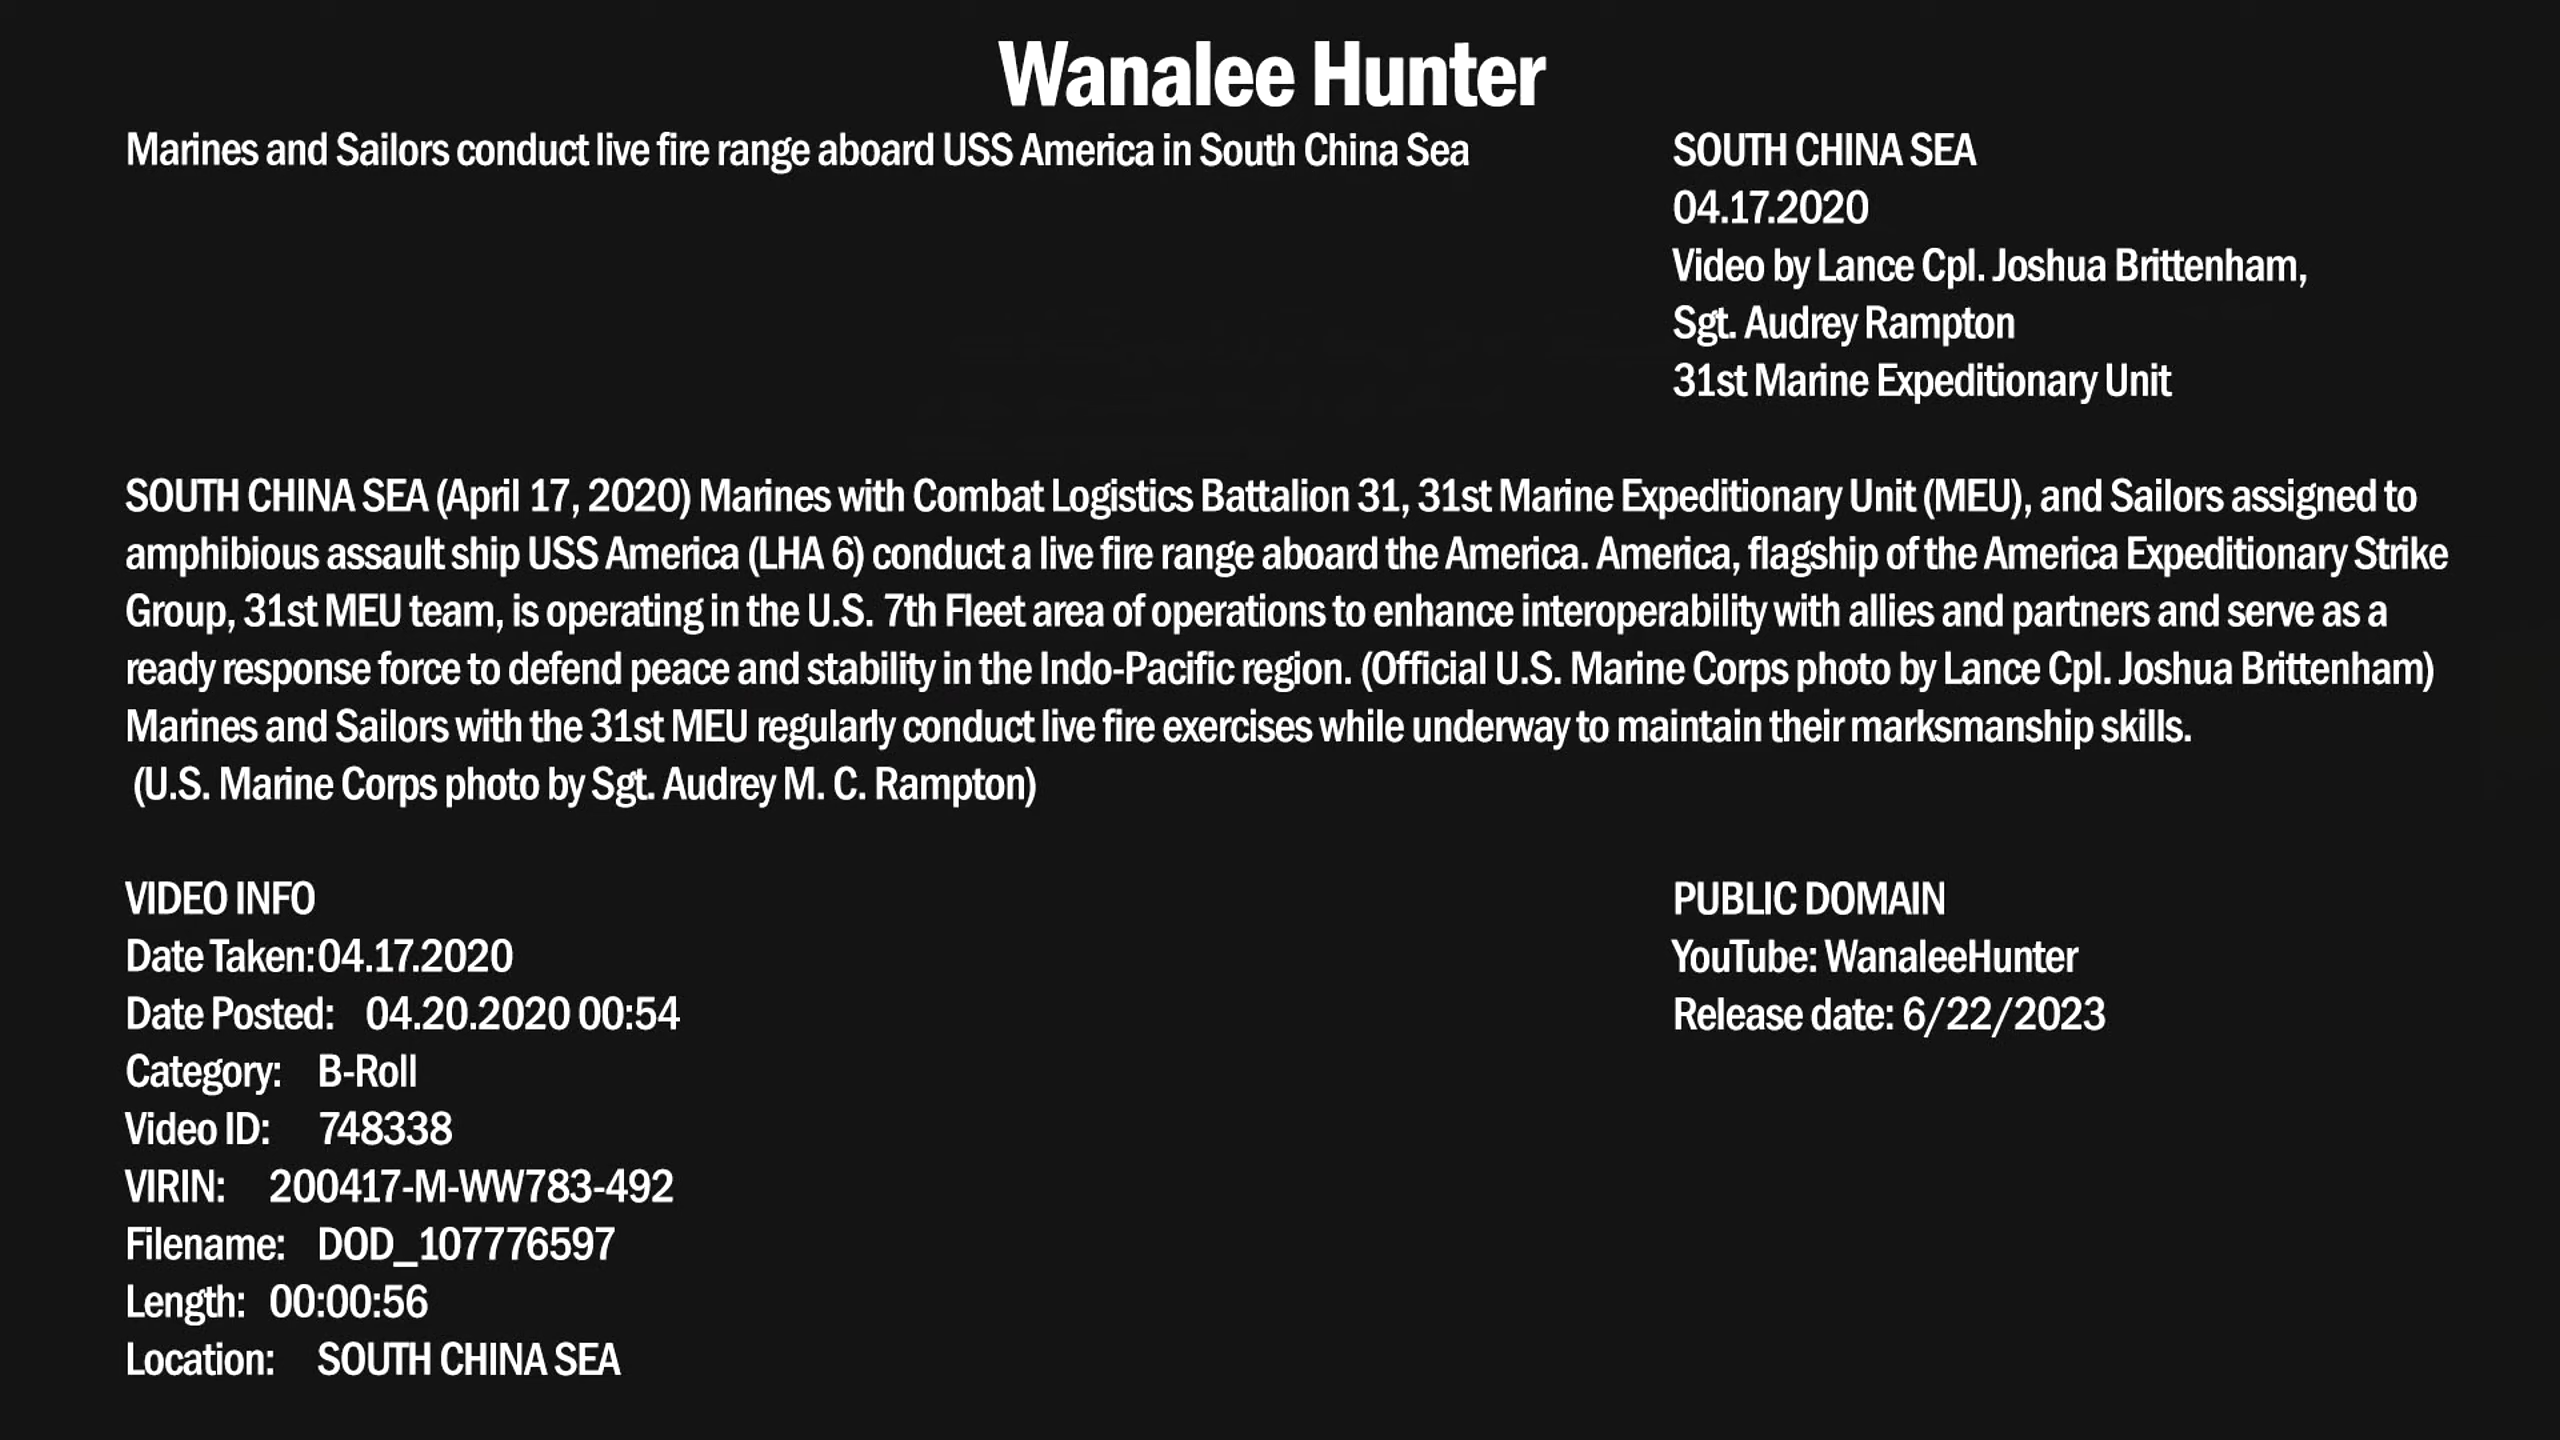 Wanalee Hunter
Marines and Sailors conduct live fire range aboard USS America in South China Sea
SOUTH CHINA SEA
04.17.2020
Video by Lance Cpl. Joshua Brittenham,
Sgt. Audrey Rampton
31st Marine Expeditionary Unit
SOUTH CHINA SEA (April 17, 2020) Marines with Combat Logistics Battalion 31, 31st Marine Expeditionary Unit (MEU), and Sailors assigned to
amphibious assault ship USS America (LHA 6) conduct a live fire range aboard the America. America, flagship of the America Expeditionary Strike
Group, 31st MEU team, is operating in the U.S. 7th Fleet area of operations to enhance interoperability with allies and partners and serve as a
ready response force to defend peace and stability in the Indo-Pacific region. (Official U.S. Marine Corps photo by Lance Cpl. Joshua Brittenham)
Marines and Sailors with the 31st MEU regularly conduct live fire exercises while underway to maintain their marksmanship skills.
(U.S. Marine Corps photo by Sgt. Audrey M. C. Rampton)
VIDEO INFO
Date Taken:04.17.2020
Date Posted: 04.20.2020 00:54
Category: B-Roll
Video ID: 748338
VIRIN: 200417-M-WW783-492
Filename: DOD_107776597
Length: 00:00:56
Location: SOUTH CHINA SEA
PUBLIC DOMAIN
YouTube: WanaleeHunter
Release date: 6/22/2023